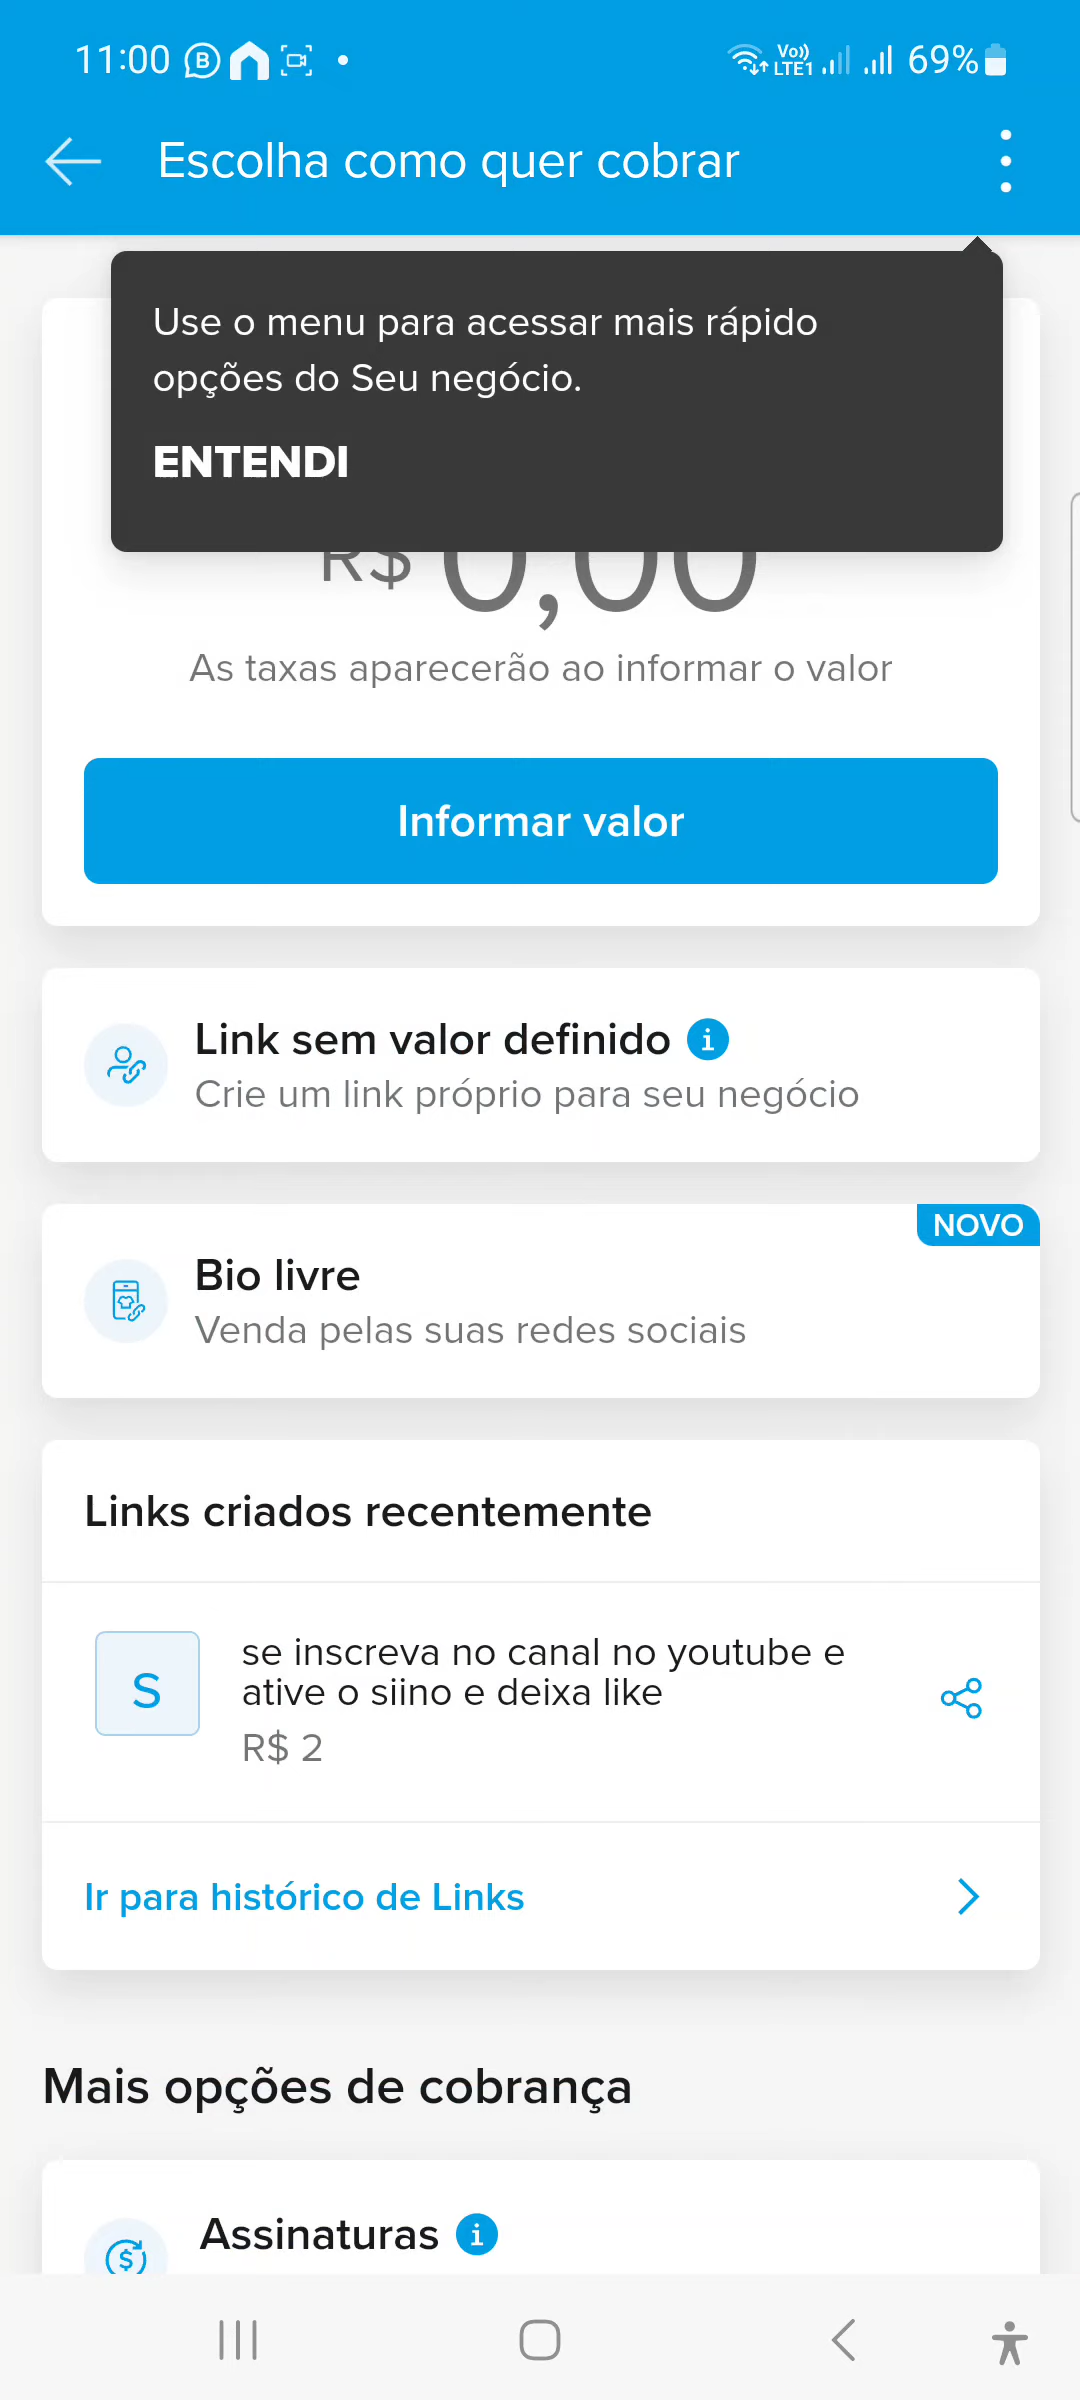 11:00
Vo)) LTE1 69%
Escolha como quer cobrar
Use o menu para acessar mais rápido
opções do Seu negócio.
ENTENDI
R$ 0,00
As taxas aparecerão ao informar o valor
Informar valor
Link sem valor definido
Crie um link próprio para seu negócio
NOVO
Bio livre
Venda pelas suas redes sociais
Links criados recentemente
S
se inscreva no canal no youtube e
ative o siino e deixa like
R$ 2
Ir para histórico de Links
Mais opções de cobrança
Assinaturas